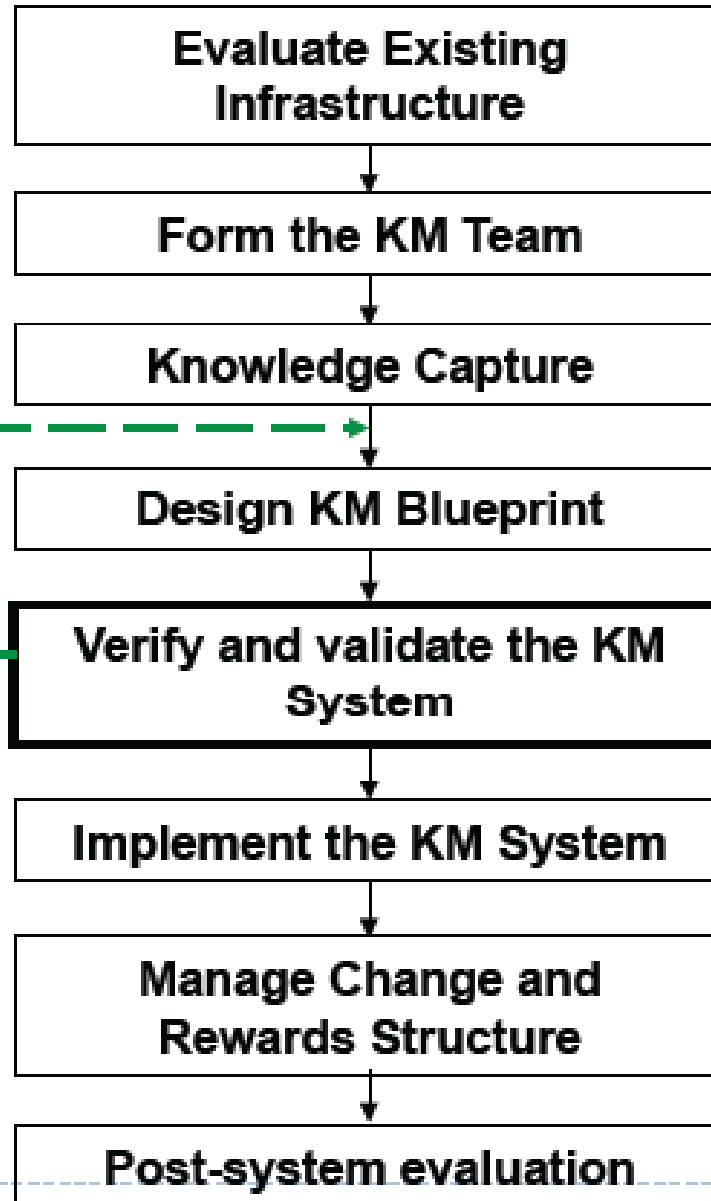 Evaluate Existing
Infrastructure
Form the KM Team
Knowledge Capture
Design KM Blueprint
Verify and validate the KM
System
Implement the KM System
Manage Change and
Rewards Structure
Post-system evaluation